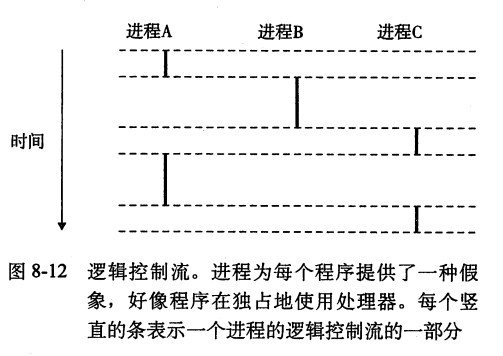 进程A 进程B 进程C
时间
图 8-12 逻辑控制流。进程为每个程序提供了一种假
象，好像程序在独占地使用处理器。每个竖
直的条表示一个进程的逻辑控制流的一部分